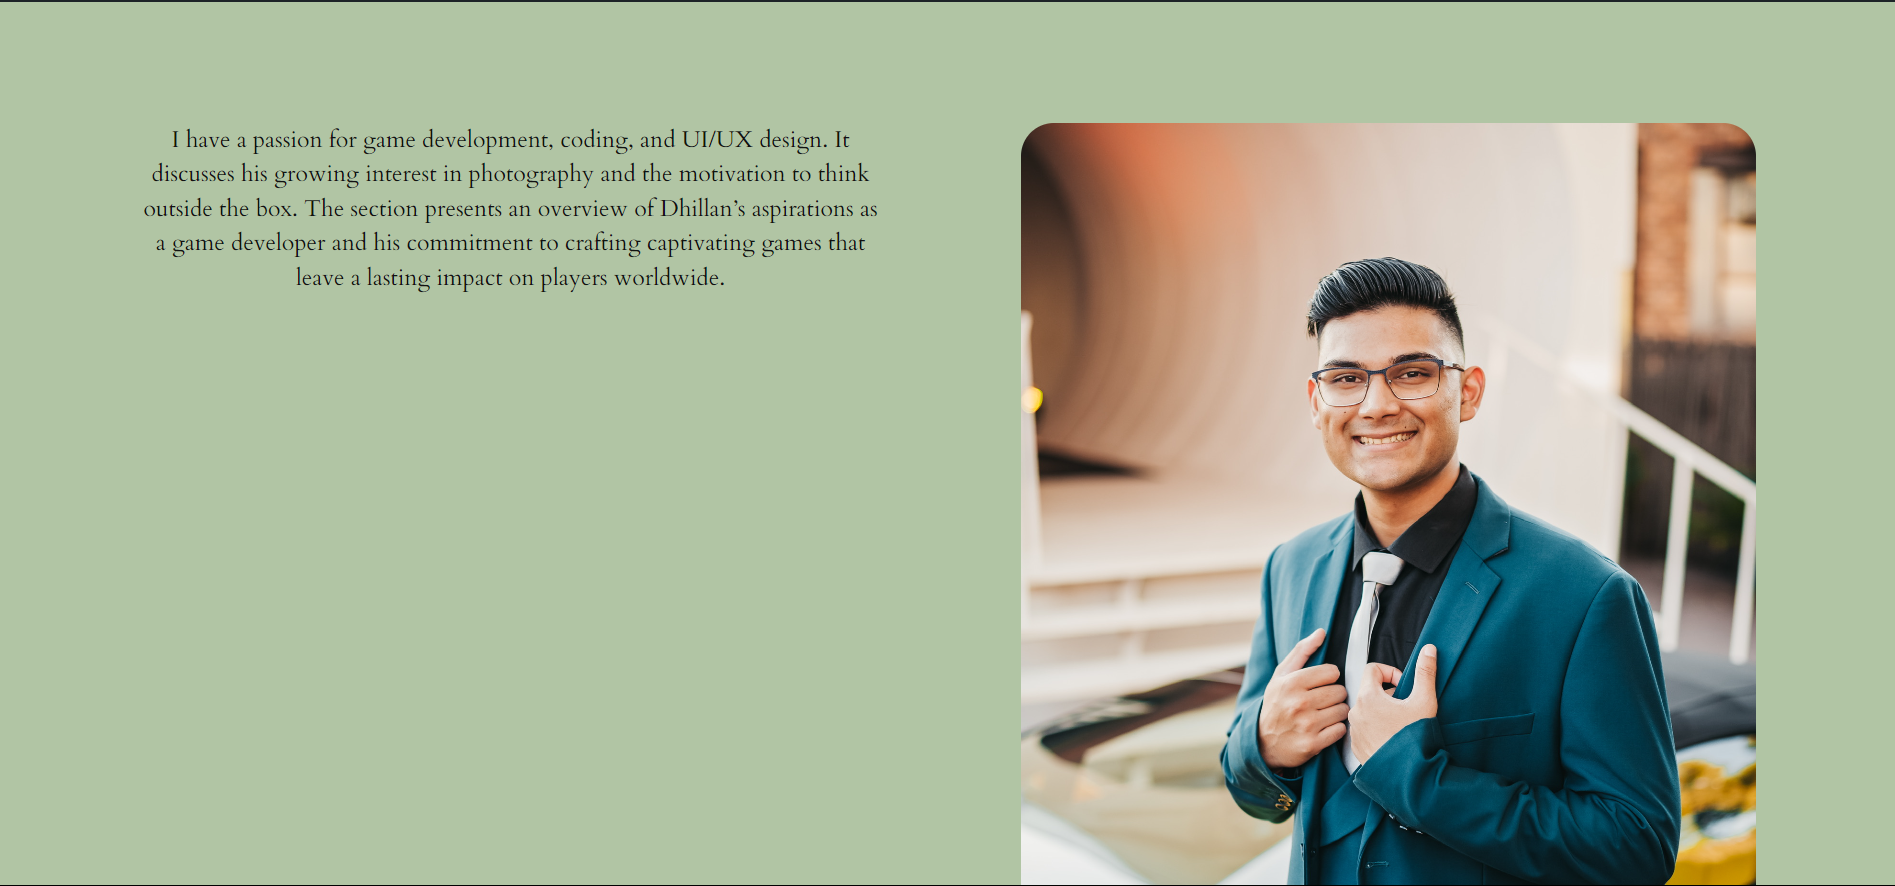 I have a passion for game development, coding, and UI/UX design. It
discusses his growing interest in photography and the motivation to think
outside the box. The section presents an overview of Dhillan’s aspirations as
a game developer and his commitment to crafting captivating games that
leave a lasting impact on players worldwide.